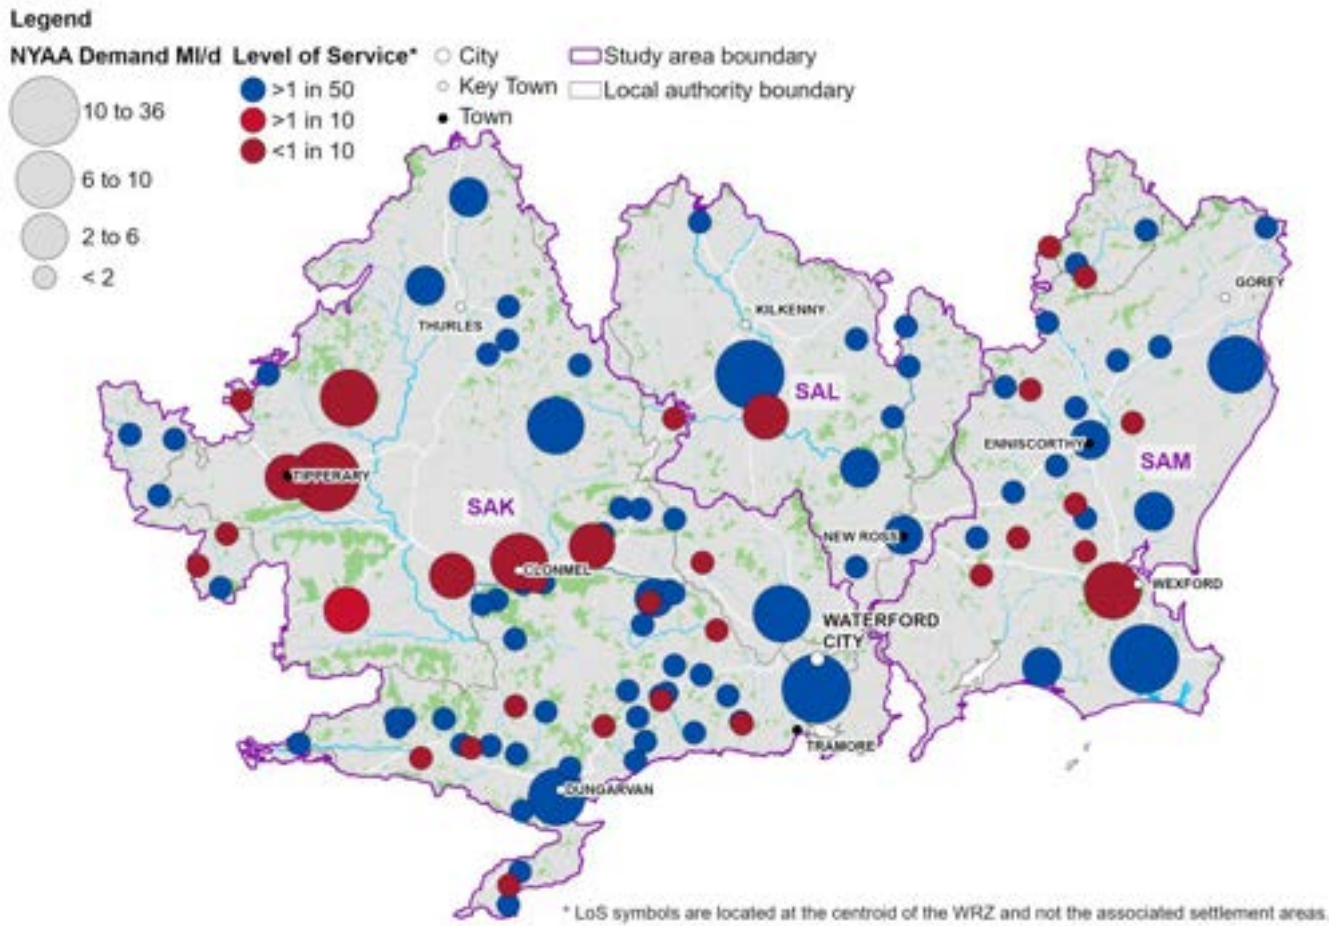 Legend
NYAA Demand Ml/d
10 to 36
6 to 10
2 to 6
< 2
Level of Service*
>1 in 50
>1 in 10
<1 in 10
City
Key Town
Town
Study area boundary
Local authority boundary
THURLES
KILKENNY
GOREY
SAL
ENNISCORTHY
SAM
TIPPERARY
SAK
NEW ROSS
CLONMEL
WEXFORD
WATERFORD
CITY
TRAMORE
DUNGARVAN
* LoS symbols are located at the centroid of the WRZ and not the associated settlement areas.